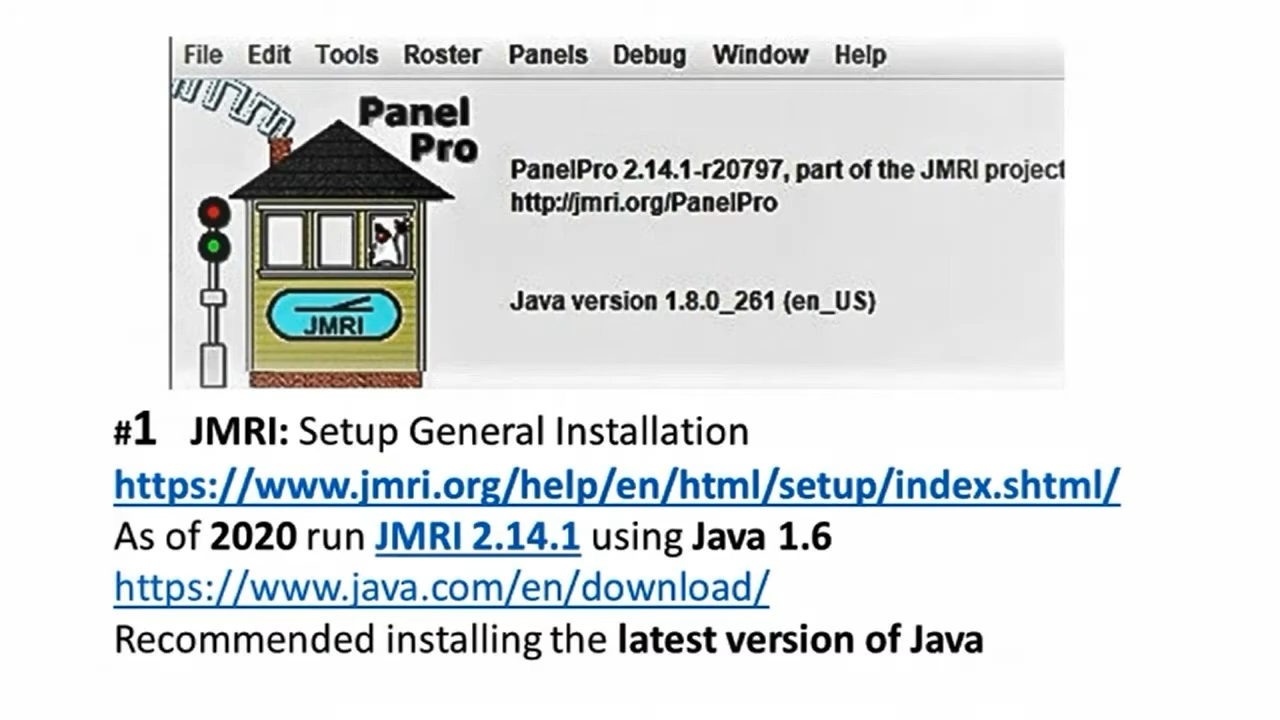 File Edit Tools Roster Panels Debug Window Help
Panel
Pro
PanelPro 2.14.1-r20797, part of the JMRI project
http://jmri.org/PanelPro
Java version 1.8.0_261 (en_US)
JMRI
#1 JMRI: Setup General Installation
https://www.jmri.org/help/en/html/setup/index.shtml/
As of 2020 run JMRI 2.14.1 using Java 1.6
https://www.java.com/en/download/
Recommended installing the latest version of Java